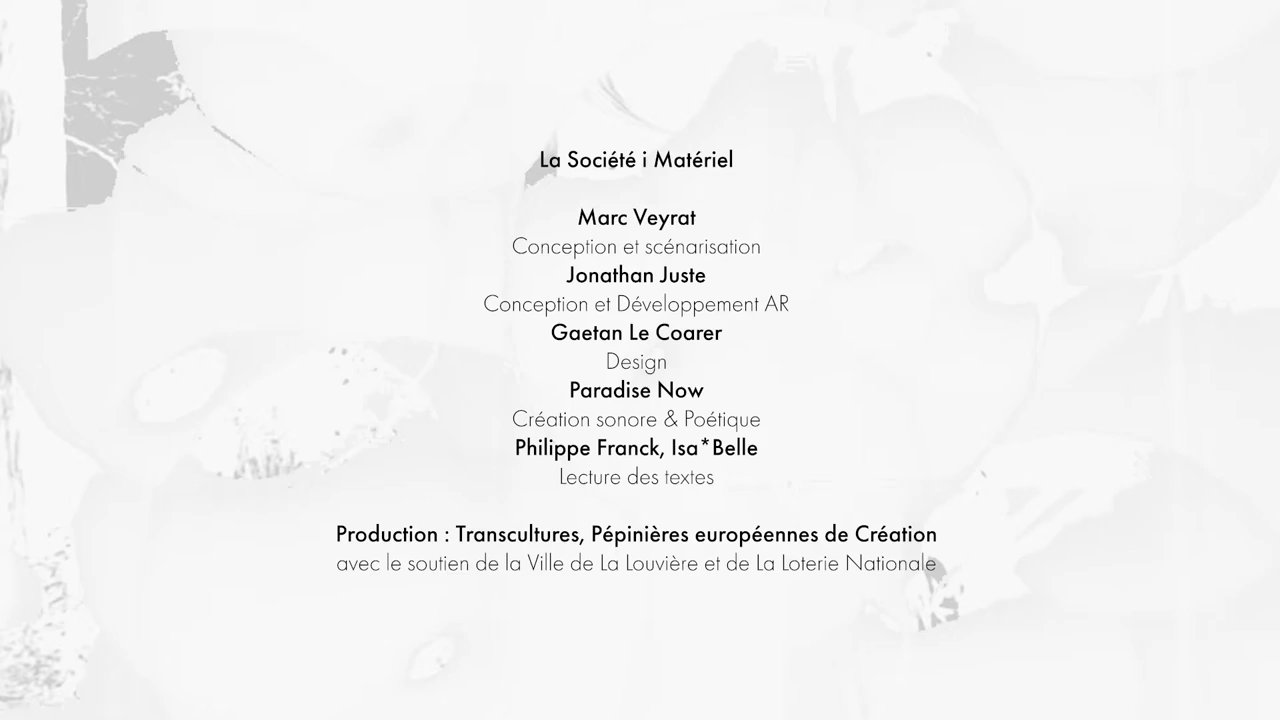 La Société i Matériel
Marc Veyrat
Conception et scénarisation
Jonathan Juste
Conception et Développement AR
Gaetan Le Coarer
Design
Paradise Now
Création sonore & Poétique
Philippe Franck, Isa*Belle
Lecture des textes
Production : Transcultures, Pépinières européennes de Création
avec le soutien de la Ville de La Louvière et de La Loterie Nationale